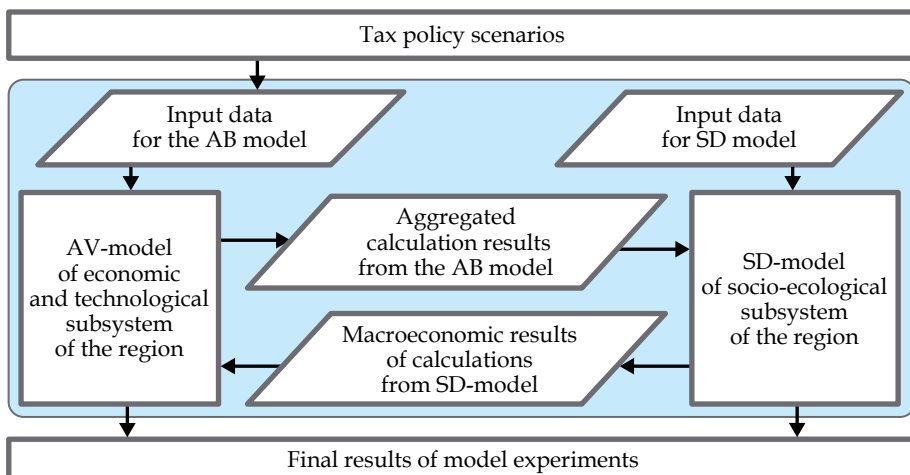 Tax policy scenarios
Input data
for the AB model
Input data
for SD model
AV-model
of economic
and technological
subsystem
of the region
Aggregated
calculation results
from the AB model
SD-model
of socio-ecological
subsystem
of the region
Macroeconomic results
of calculations
from SD-model
Final results of model experiments